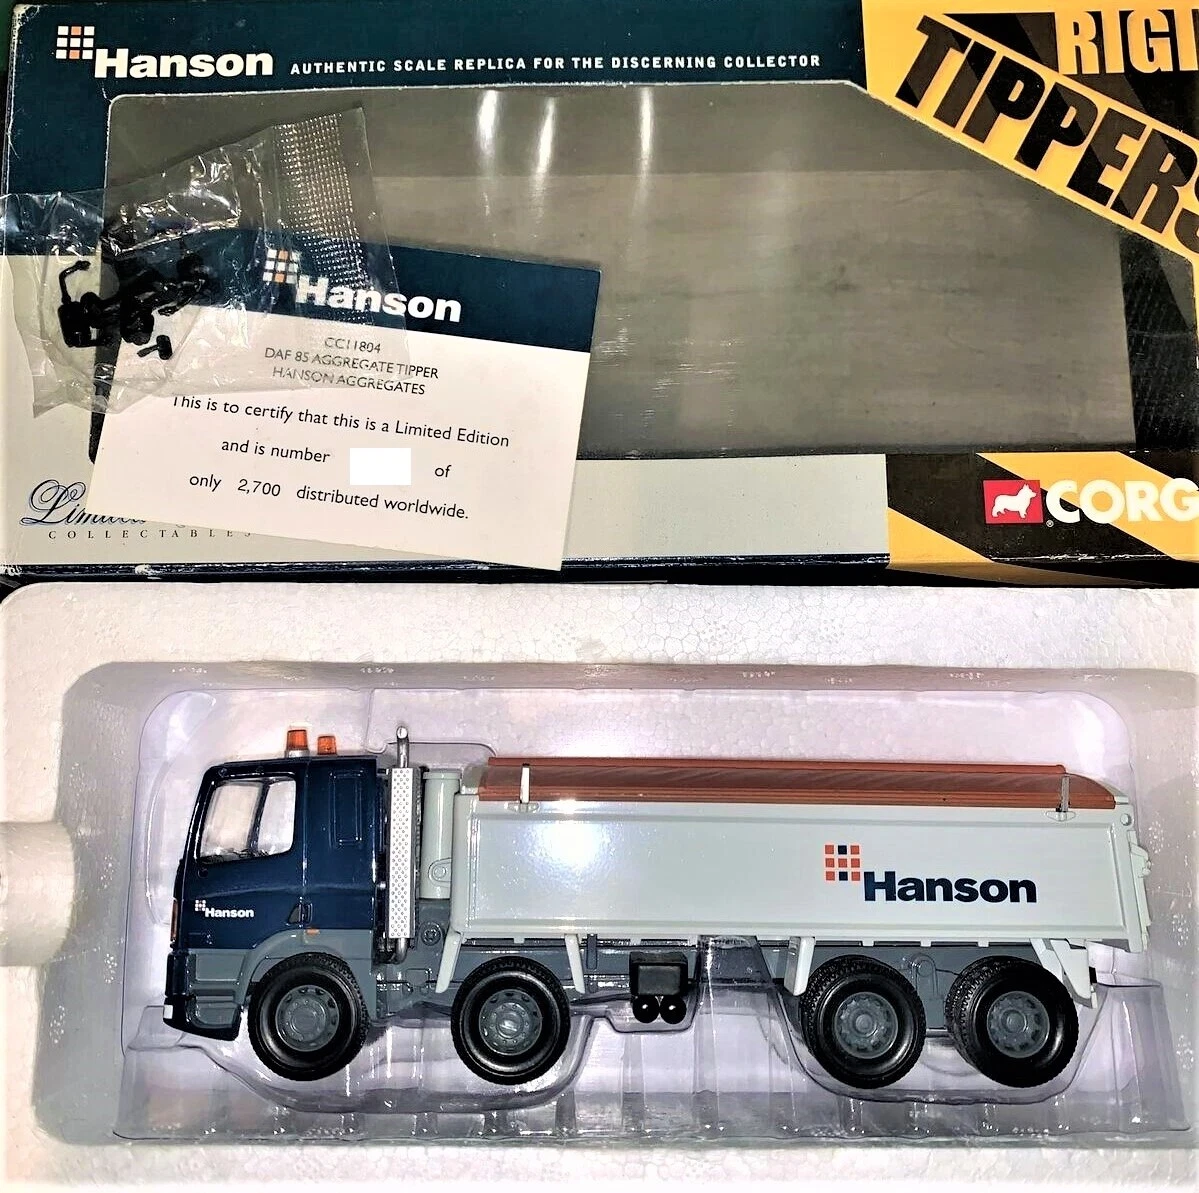 Hanson AUTHENTIC SCALE REPLICA FOR THE DISCERNING COLLECTOR
RIGI
TIPPERS
Hanson
CC11804
DAF 85 AGGREGATE TIPPER
HANSON AGGREGATES
This is to certify that this is a Limited Edition
and is number of
only 2,700 distributed worldwide.
Limited
COLLECTABLES
CORG
Hanson
Hanson